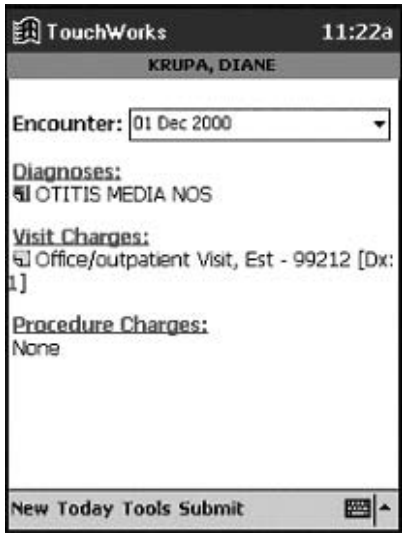 TouchWorks 11:22a
KRUPA, DIANE
Encounter: 01 Dec 2000
Diagnoses:
OTITIS MEDIA NOS
Visit Charges:
Office/outpatient Visit, Est - 99212 [Dx:
1]
Procedure Charges:
None
New Today Tools Submit